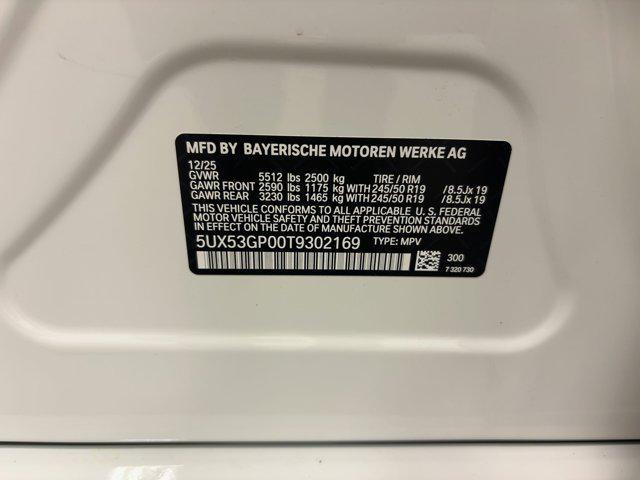 MFD BY BAYERISCHE MOTOREN WERKE AG
12/25
GVWR 5512 lbs 2500 kg TIRE / RIM
GAWR FRONT 2590 lbs 1175 kg WITH 245/50 R19 / 8.5Jx 19
GAWR REAR 3230 lbs 1465 kg WITH 245/50 R19 / 8.5Jx 19
THIS VEHICLE CONFORMS TO ALL APPLICABLE U. S. FEDERAL
MOTOR VEHICLE SAFETY AND THEFT PREVENTION STANDARDS
IN EFFECT ON THE DATE OF MANUFACTURE SHOWN ABOVE.
5UX53GP00T9302169 TYPE: MPV
300
7 320 730